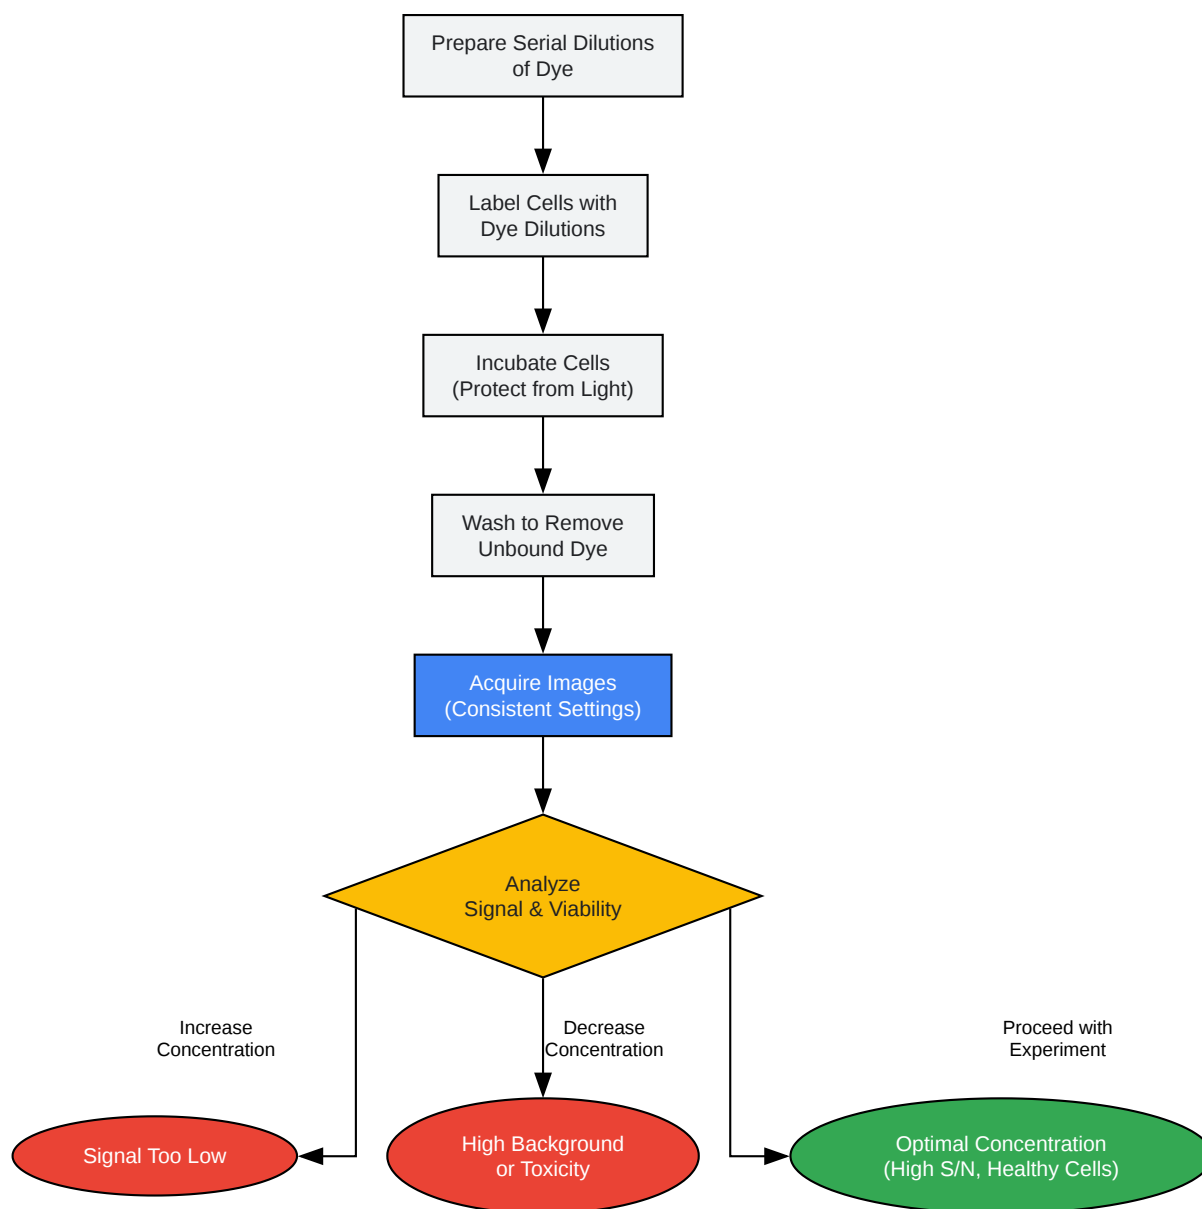 Prepare Serial Dilutions
of Dye
Label Cells with
Dye Dilutions
Incubate Cells
(Protect from Light)
Wash to Remove
Unbound Dye
Acquire Images
(Consistent Settings)
Analyze
Signal & Viability
Increase
Concentration
Decrease
Concentration
Proceed with
Experiment
Signal Too Low
High Background
or Toxicity
Optimal Concentration
(High S/N, Healthy Cells)